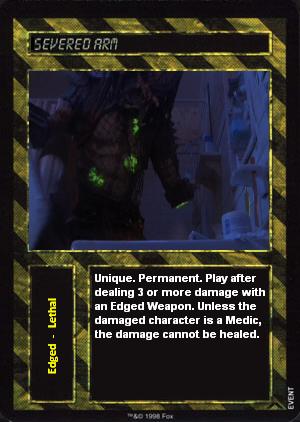 SEVERED ARM
Edged - Lethal
Unique. Permanent. Play after
dealing 3 or more damage with
an Edged Weapon. Unless the
damaged character is a Medic,
the damage cannot be healed.
EVENT
™&© 1998 Fox